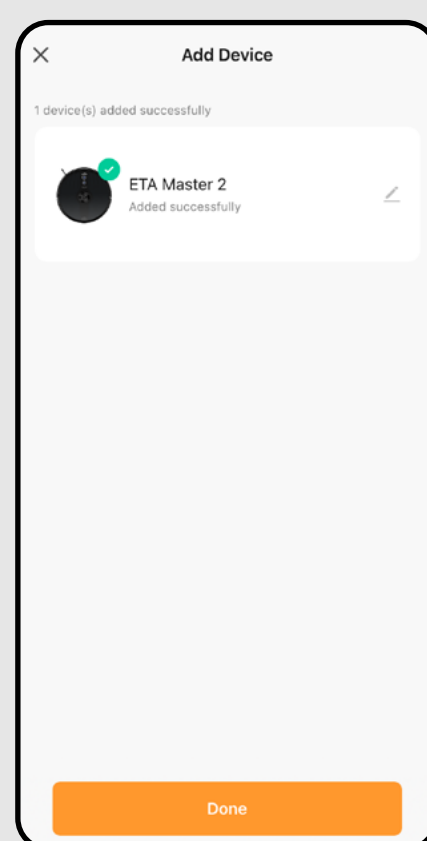 Add Device
1 device(s) added successfully
ETA Master 2
Added successfully
Done